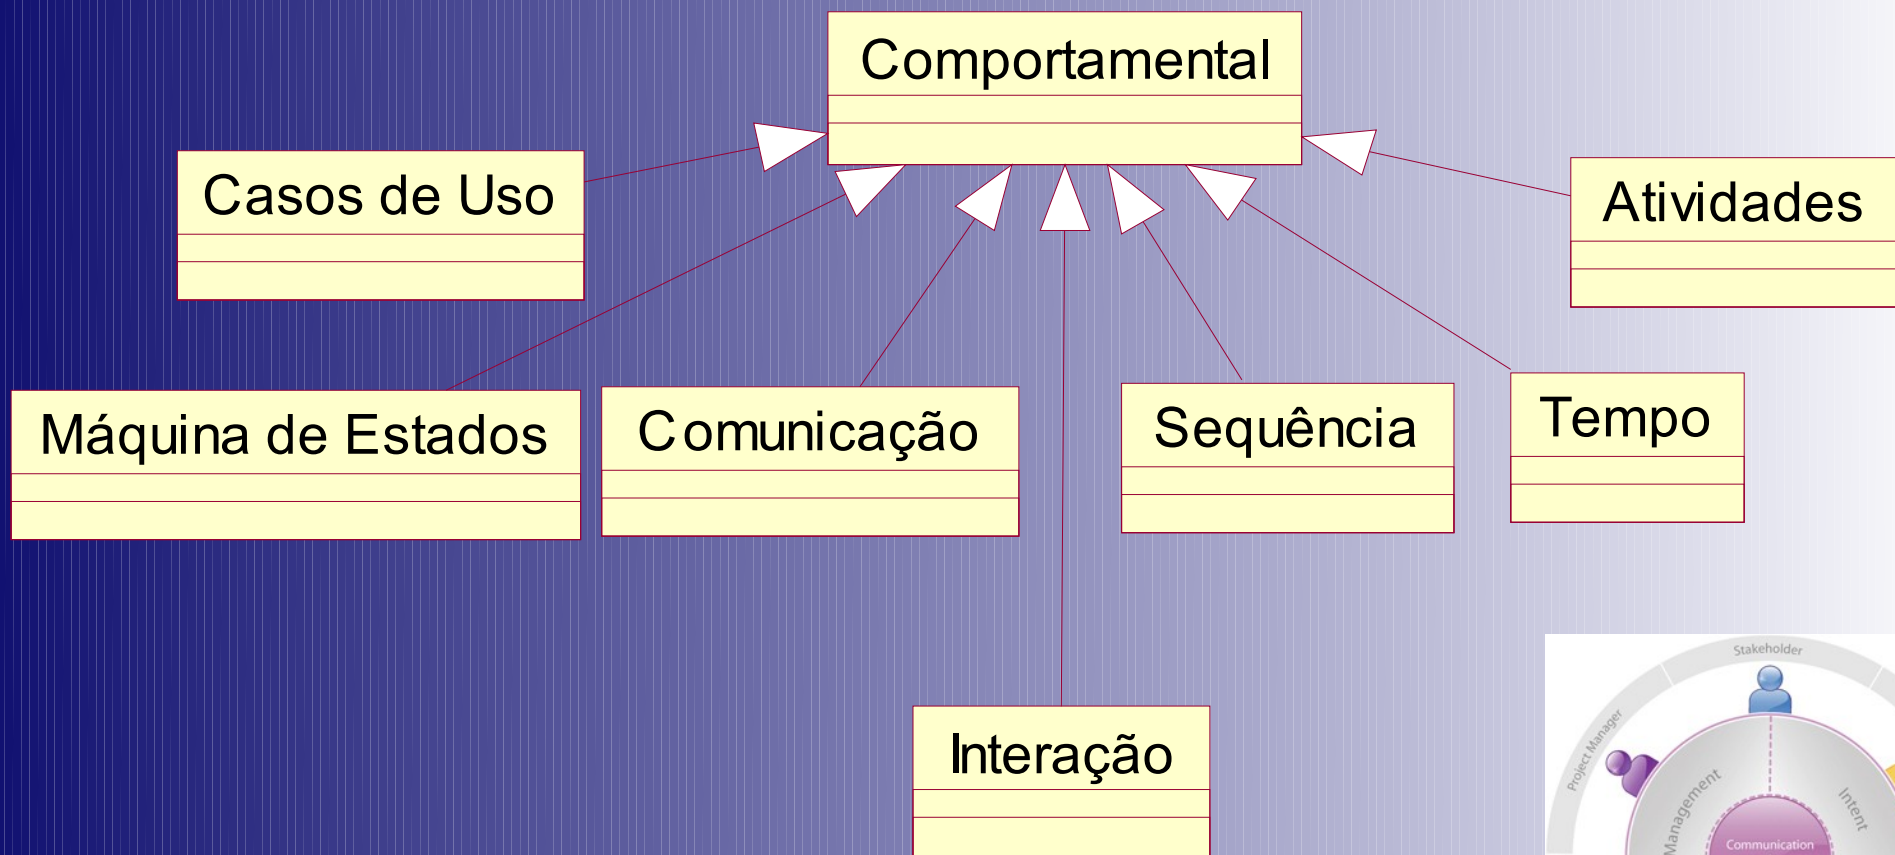 Comportamental
Casos de Uso
Atividades
Máquina de Estados
Comunicação
Sequência
Tempo
Interação
Stakeholder
Project Manager
Management
Intent
Communication